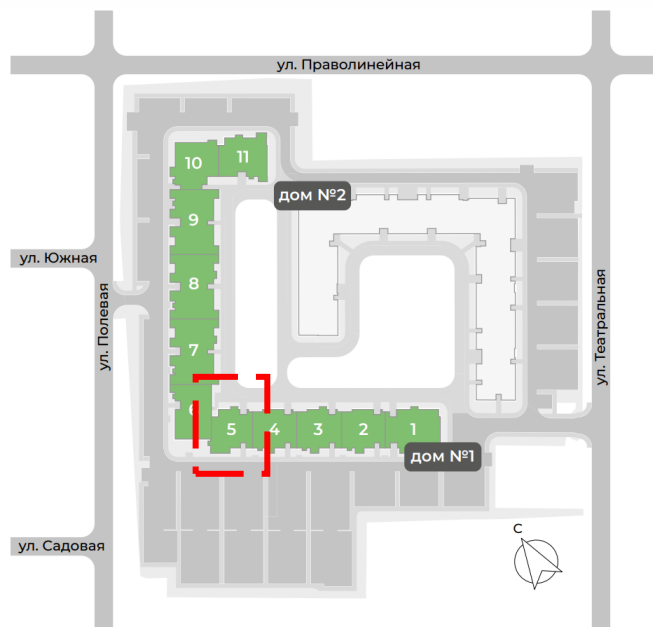 ул. Праволинейная
10
11
дом №2
9
ул. Южная
8
ул. Полевая
ул. Театральная
7
6
5
4
3
2
1
дом №1
С
ул. Садовая